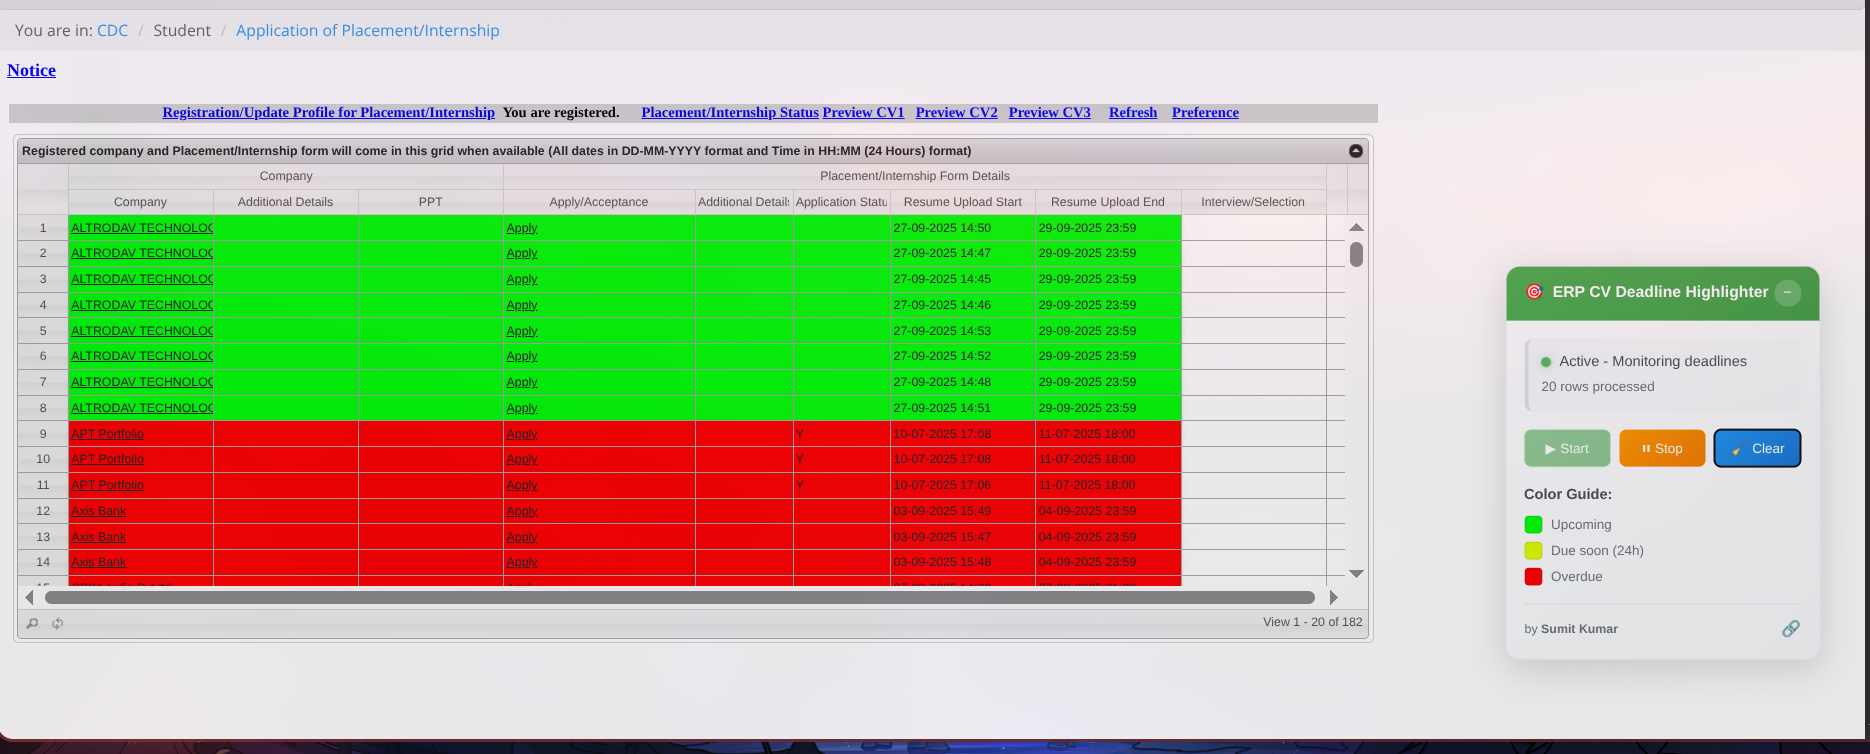 You are in: CDC / Student / Application of Placement/Internship
Notice
Registration/Update Profile for Placement/Internship You are registered. Placement/Internship Status Preview CV1 Preview CV2 Preview CV3 Refresh Preference
Registered company and Placement/Internship form will come in this grid when available (All dates in DD-MM-YYYY format and Time in HH:MM (24 Hours) format)
Company Placement/Internship Form Details
Company Additional Details PPT Apply/Acceptance Additional Details Application Statu Resume Upload Start Resume Upload End Interview/Selection
1 ALTRODAV TECHNOLOG Apply 27-09-2025 14:50 29-09-2025 23:59
2 ALTRODAV TECHNOLOG Apply 27-09-2025 14:47 29-09-2025 23:59
3 ALTRODAV TECHNOLOG Apply 27-09-2025 14:45 29-09-2025 23:59
4 ALTRODAV TECHNOLOG Apply 27-09-2025 14:46 29-09-2025 23:59
5 ALTRODAV TECHNOLOG Apply 27-09-2025 14:53 29-09-2025 23:59
6 ALTRODAV TECHNOLOG Apply 27-09-2025 14:52 29-09-2025 23:59
7 ALTRODAV TECHNOLOG Apply 27-09-2025 14:48 29-09-2025 23:59
8 ALTRODAV TECHNOLOG Apply 27-09-2025 14:51 29-09-2025 23:59
9 APT Portfolio Apply Y 10-07-2025 17:08 11-07-2025 18:00
10 APT Portfolio Apply Y 10-07-2025 17:08 11-07-2025 18:00
11 APT Portfolio Apply Y 10-07-2025 17:06 11-07-2025 18:00
12 Axis Bank Apply 03-09-2025 15:49 04-09-2025 23:59
13 Axis Bank Apply 03-09-2025 15:47 04-09-2025 23:59
14 Axis Bank Apply 03-09-2025 15:48 04-09-2025 23:59
View 1 - 20 of 182
ERP CV Deadline Highlighter
Active - Monitoring deadlines
20 rows processed
Start Stop Clear
Color Guide:
Upcoming
Due soon (24h)
Overdue
by Sumit Kumar